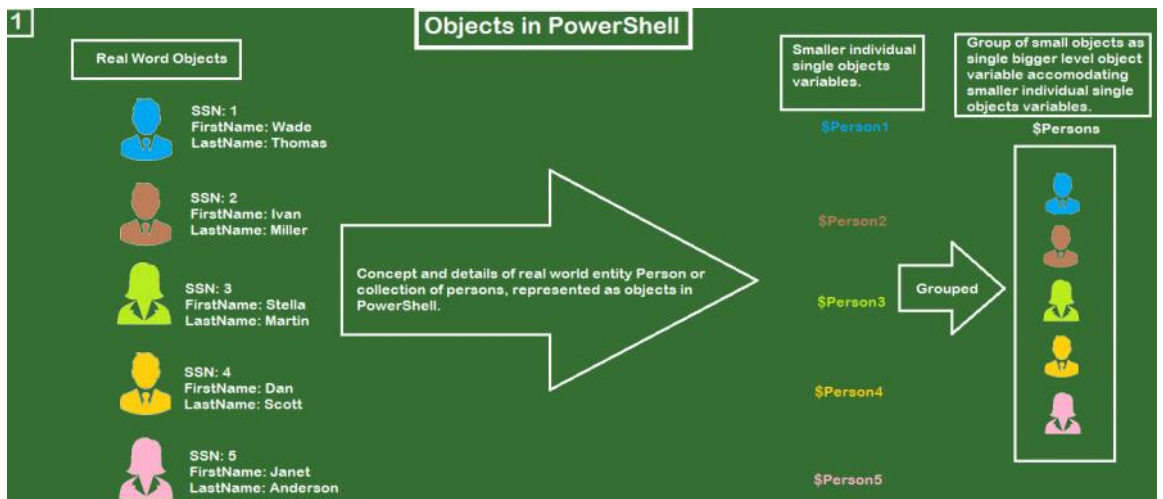 1
Objects in PowerShell
Real Word Objects
SSN: 1
FirstName: Wade
LastName: Thomas
SSN: 2
FirstName: Ivan
LastName: Miller
SSN: 3
FirstName: Stella
LastName: Martin
SSN: 4
FirstName: Dan
LastName: Scott
SSN: 5
FirstName: Janet
LastName: Anderson
Concept and details of real world entity Person or
collection of persons, represented as objects in
PowerShell.
Smaller individual
single objects
variables.
$Person1
$Person2
$Person3
$Person4
$Person5
Grouped
Group of small objects as
single bigger level object
variable accomodating
smaller individual single
objects variables.
$Persons